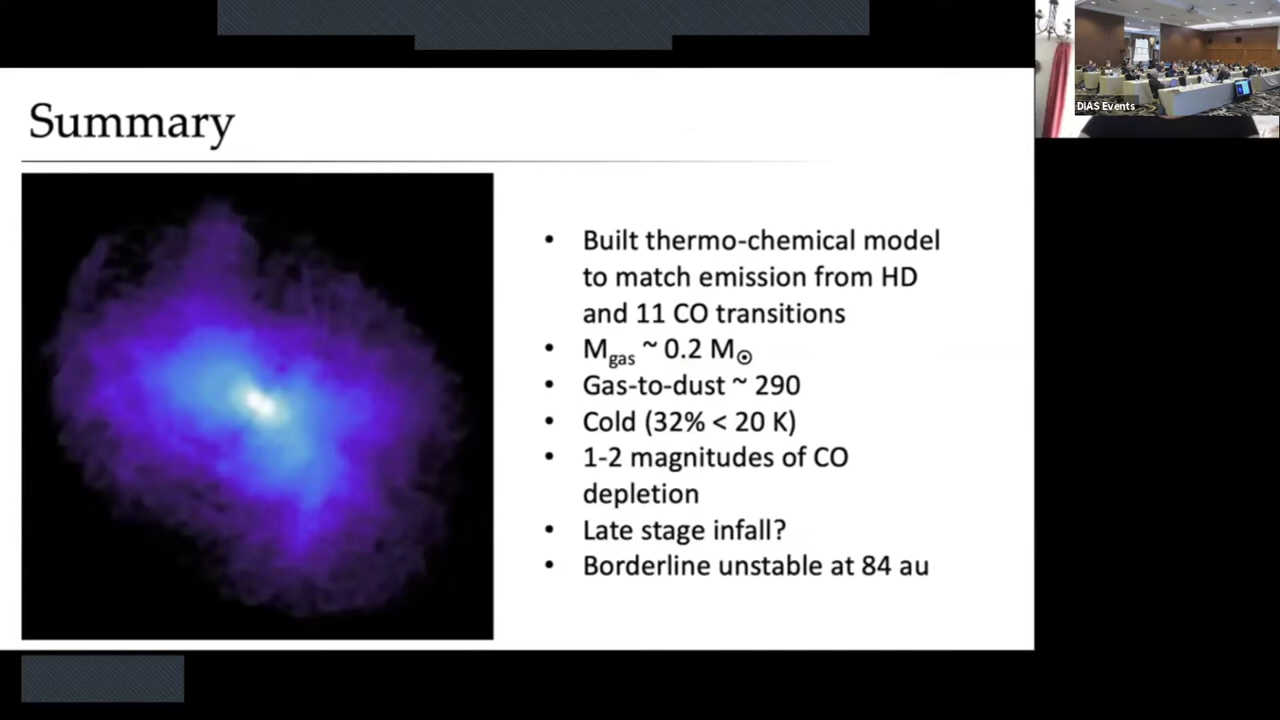 DIAS Events
Summary
• Built thermo-chemical model
to match emission from HD
and 11 CO transitions
• Mgas ~ 0.2 M☉
• Gas-to-dust ~ 290
• Cold (32% < 20 K)
• 1-2 magnitudes of CO
depletion
• Late stage infall?
• Borderline unstable at 84 au